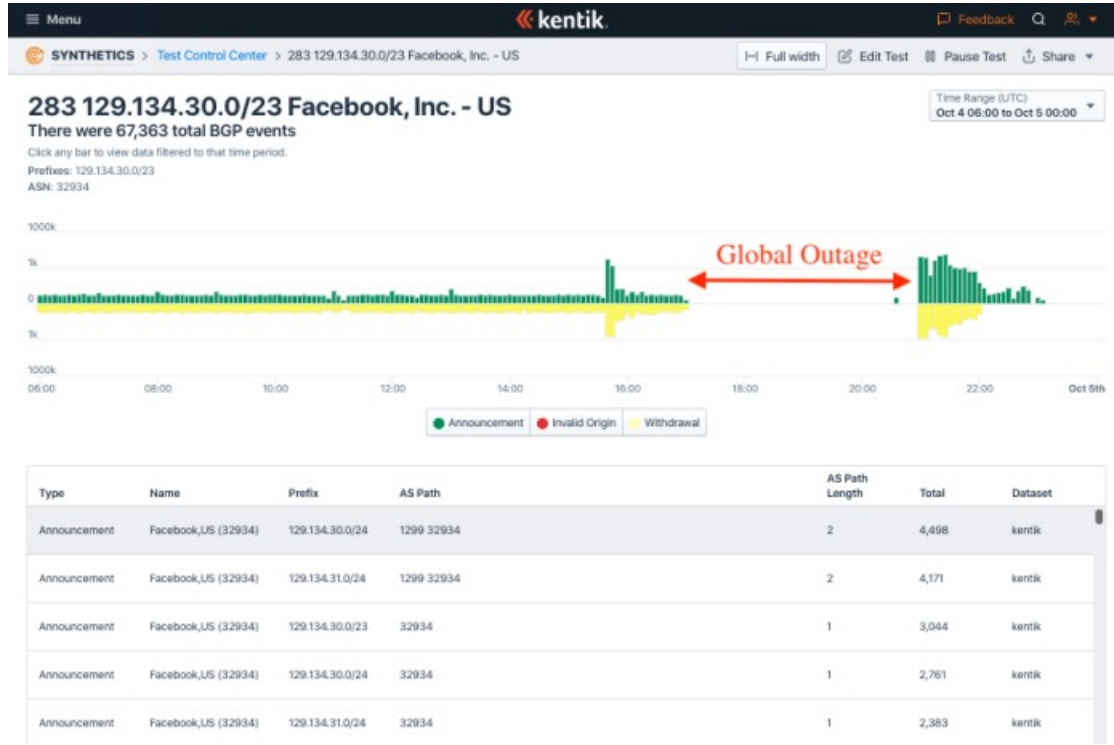 Menu
kentik.
Feedback
SYNTHETICS > Test Control Center > 283 129.134.30.0/23 Facebook, Inc. - US
Full width
Edit Test
Pause Test
Share
283 129.134.30.0/23 Facebook, Inc. - US
Time Range (UTC)
Oct 4 06:00 to Oct 5 00:00
There were 67,363 total BGP events
Click any bar to view data filtered to that time period.
Prefixes: 129.134.30.0/23
ASN: 32934
1000k
Global Outage
1k
0
1k
1000k
06:00 08:00 10:00 12:00 14:00 16:00 18:00 20:00 22:00 Oct 5th
Announcement Invalid Origin Withdrawal
Type Name Prefix AS Path AS Path Length Total Dataset
Announcement Facebook,US (32934) 129.134.30.0/24 1299 32934 2 4,498 kentik
Announcement Facebook,US (32934) 129.134.31.0/24 1299 32934 2 4,171 kentik
Announcement Facebook,US (32934) 129.134.30.0/23 32934 1 3,044 kentik
Announcement Facebook,US (32934) 129.134.30.0/24 32934 1 2,761 kentik
Announcement Facebook,US (32934) 129.134.31.0/24 32934 1 2,383 kentik